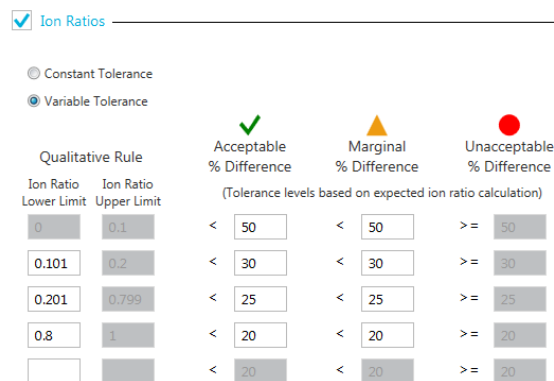 Ion Ratios
Constant Tolerance
Variable Tolerance
Qualitative Rule
Acceptable
% Difference
Marginal
% Difference
Unacceptable
% Difference
Ion Ratio
Lower Limit
Ion Ratio
Upper Limit
(Tolerance levels based on expected ion ratio calculation)
0 0.1 < 50 < 50 >= 50
0.101 0.2 < 30 < 30 >= 30
0.201 0.799 < 25 < 25 >= 25
0.8 1 < 20 < 20 >= 20
< 20 < 20 >= 20